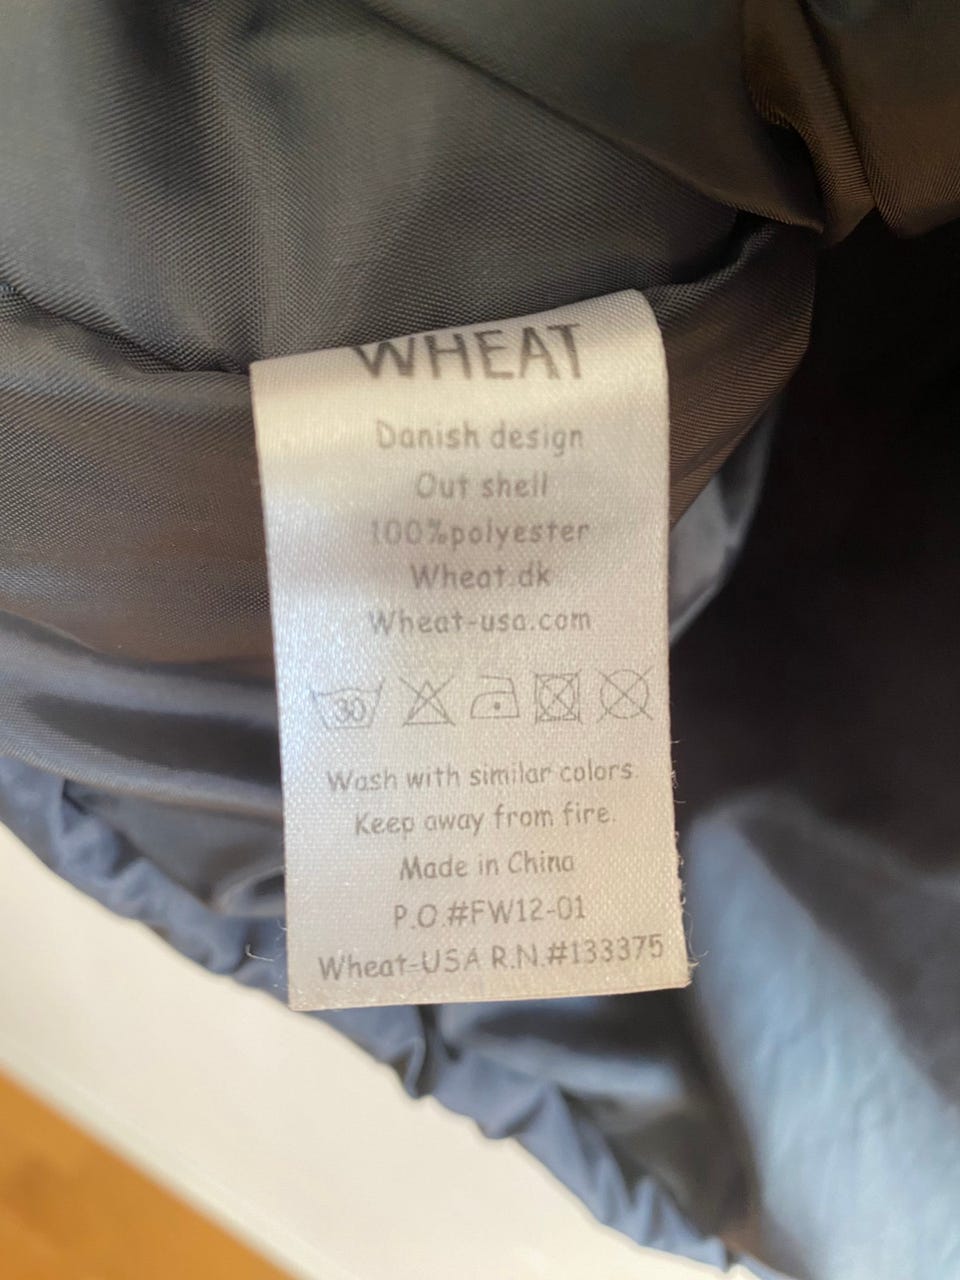 WHEAT
Danish design
Out shell
100%polyester
Wheat.dk
Wheat-usa.com
30
Wash with similar colors.
Keep away from fire.
Made in China
P.O.#FW12-01
Wheat-USA R.N.#133375